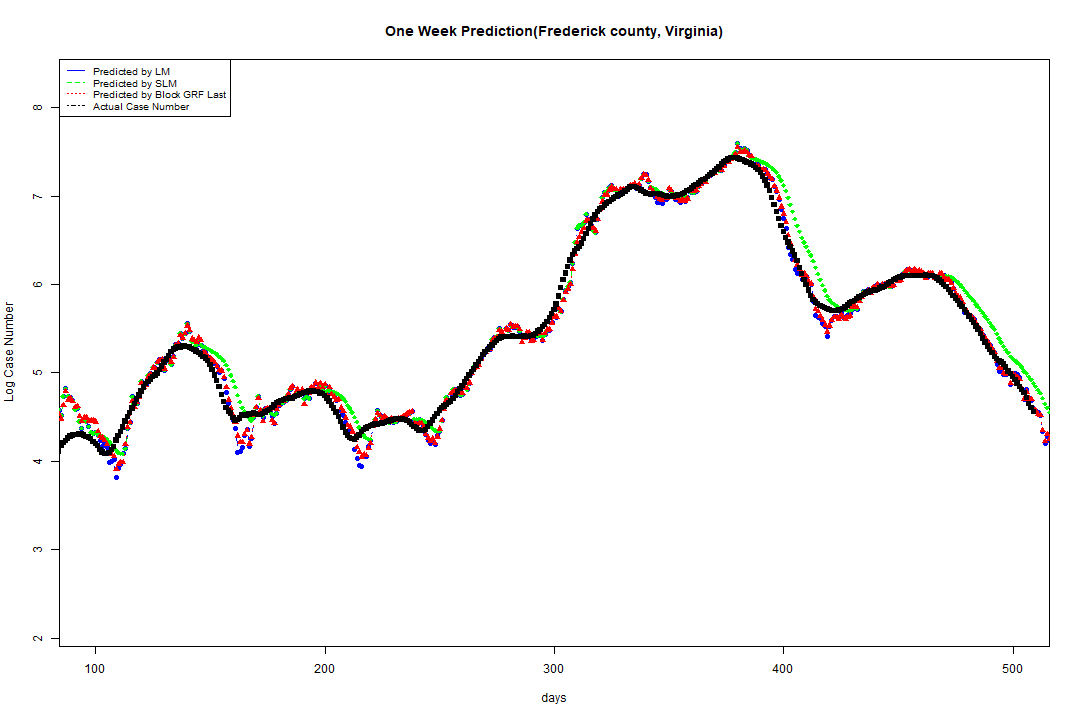 One Week Prediction(Frederick county, Virginia)
Predicted by LM
Predicted by SLM
Predicted by Block GRF Last
Actual Case Number
8
7
6
5
4
3
2
Log Case Number
100 200 300 400 500
days